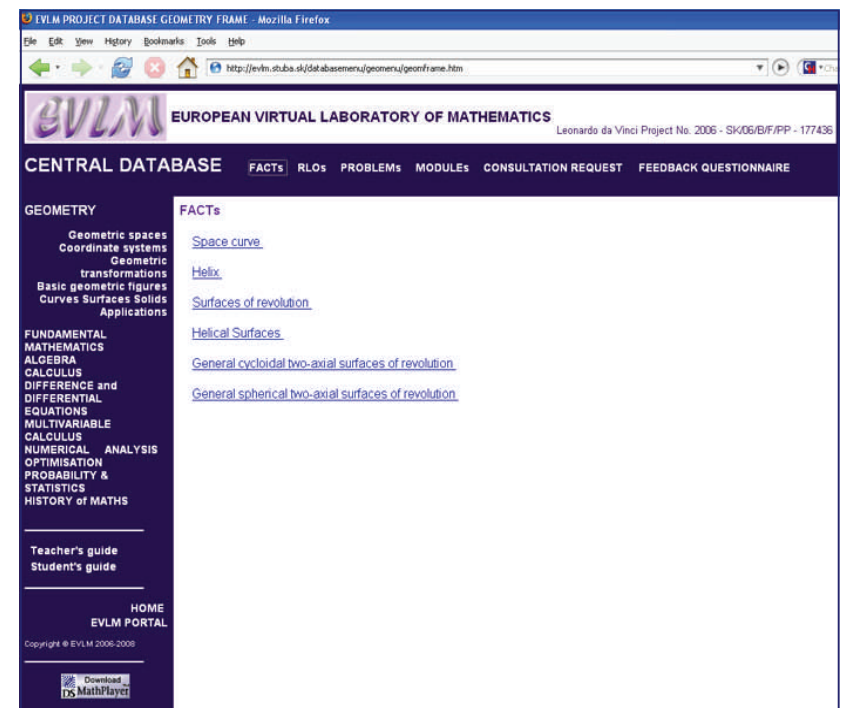 EVLM PROJECT DATABASE GEOMETRY FRAME - Mozilla Firefox
File Edit View History Bookmarks Tools Help
http://evlm.stuba.sk/databasemenu/geomenu/geomframe.htm
EVLM
EUROPEAN VIRTUAL LABORATORY OF MATHEMATICS
Leonardo da Vinci Project No. 2006 - SK/06/B/F/PP - 177436
CENTRAL DATABASE FACTs RLOs PROBLEMs MODULEs CONSULTATION REQUEST FEEDBACK QUESTIONNAIRE
GEOMETRY
Geometric spaces
Coordinate systems
Geometric
transformations
Basic geometric figures
Curves Surfaces Solids
Applications
FUNDAMENTAL
MATHEMATICS
ALGEBRA
CALCULUS
DIFFERENCE and
DIFFERENTIAL
EQUATIONS
MULTIVARIABLE
CALCULUS
NUMERICAL ANALYSIS
OPTIMISATION
PROBABILITY &
STATISTICS
HISTORY of MATHS
Teacher's guide
Student's guide
HOME
EVLM PORTAL
Copyright © EVLM 2006-2008
Download
DS MathPlayer
FACTs
Space curve
Helix
Surfaces of revolution
Helical Surfaces
General cycloidal two-axial surfaces of revolution
General spherical two-axial surfaces of revolution